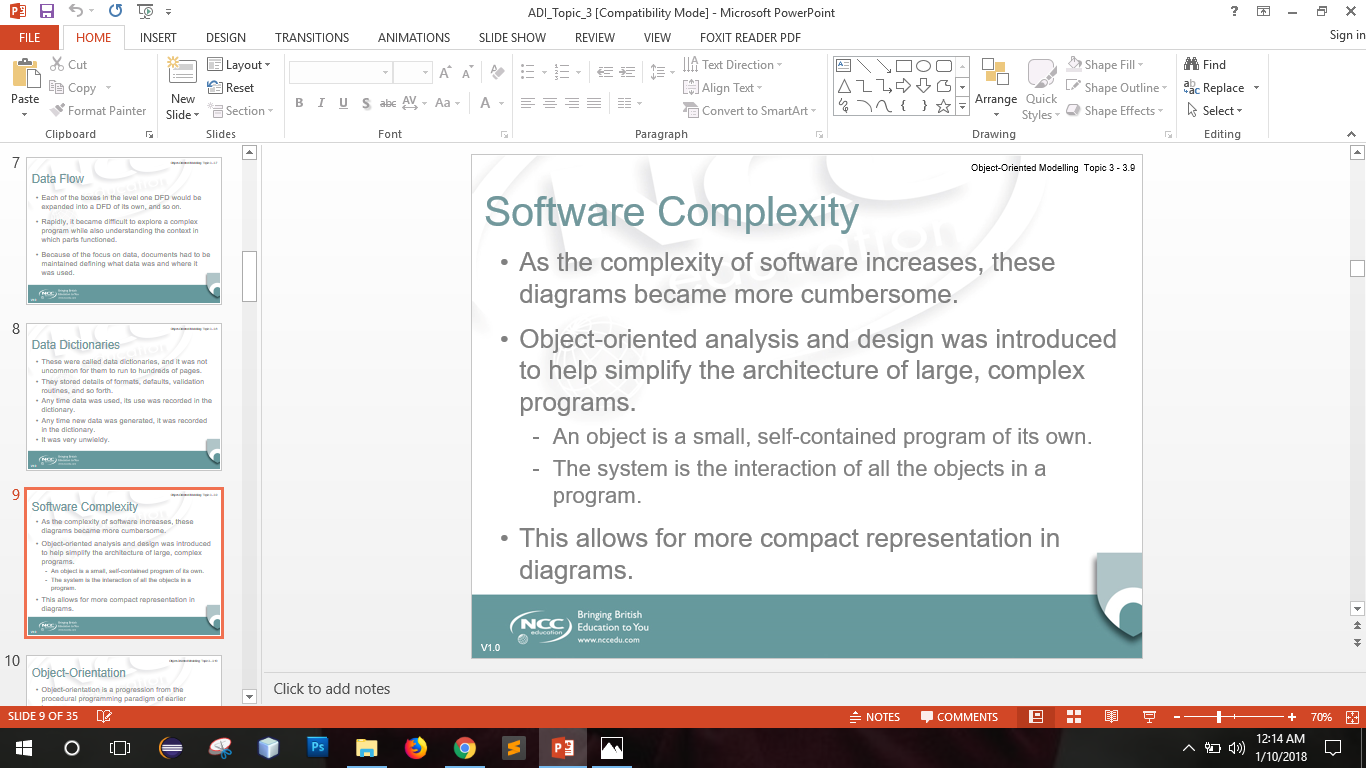 ADI_Topic_3 [Compatibility Mode] - Microsoft PowerPoint
FILE HOME INSERT DESIGN TRANSITIONS ANIMATIONS SLIDE SHOW REVIEW VIEW FOXIT READER PDF Sign in
Paste
Cut
Copy
Format Painter
Clipboard
New
Slide
Layout
Reset
Section
Slides
B I U S abc AV Aa A
Font
Text Direction
Align Text
Convert to SmartArt
Paragraph
Arrange
Quick
Styles
Shape Fill
Shape Outline
Shape Effects
Drawing
Find
Replace
Select
Editing
7
Data Flow
• Each of the boxes in the level one DFD would be
expanded into a DFD of its own, and so on.
• Rapidly, it became difficult to explore a complex
program while also understanding the context in
which parts functioned.
• Because of the focus on data, documents had to be
maintained defining what data was and where it
was used.
8
Data Dictionaries
• These were called data dictionaries, and it was not
uncommon for them to run to hundreds of pages.
• They stored details of formats, defaults, validation
routines, and so forth.
• Any time data was used, its use was recorded in the
dictionary.
• Any time new data was generated, it was recorded
in the dictionary.
• It was very unwieldy.
9
Software Complexity
• As the complexity of software increases, these
diagrams became more cumbersome.
• Object-oriented analysis and design was introduced
to help simplify the architecture of large, complex
programs.
- An object is a small, self-contained program of its own.
- The system is the interaction of all the objects in a
program.
• This allows for more compact representation in
diagrams.
10
Object-Orientation
• Object-orientation is a progression from the
procedural programming paradigm of earlier
Object-Oriented Modelling Topic 3 - 3.9
Software Complexity
• As the complexity of software increases, these
diagrams became more cumbersome.
• Object-oriented analysis and design was introduced
to help simplify the architecture of large, complex
programs.
- An object is a small, self-contained program of its own.
- The system is the interaction of all the objects in a
program.
• This allows for more compact representation in
diagrams.
V1.0
NCC
education
Bringing British
Education to You
www.nccedu.com
Click to add notes
SLIDE 9 OF 35
NOTES COMMENTS 70%
Ps
12:14 AM
1/10/2018